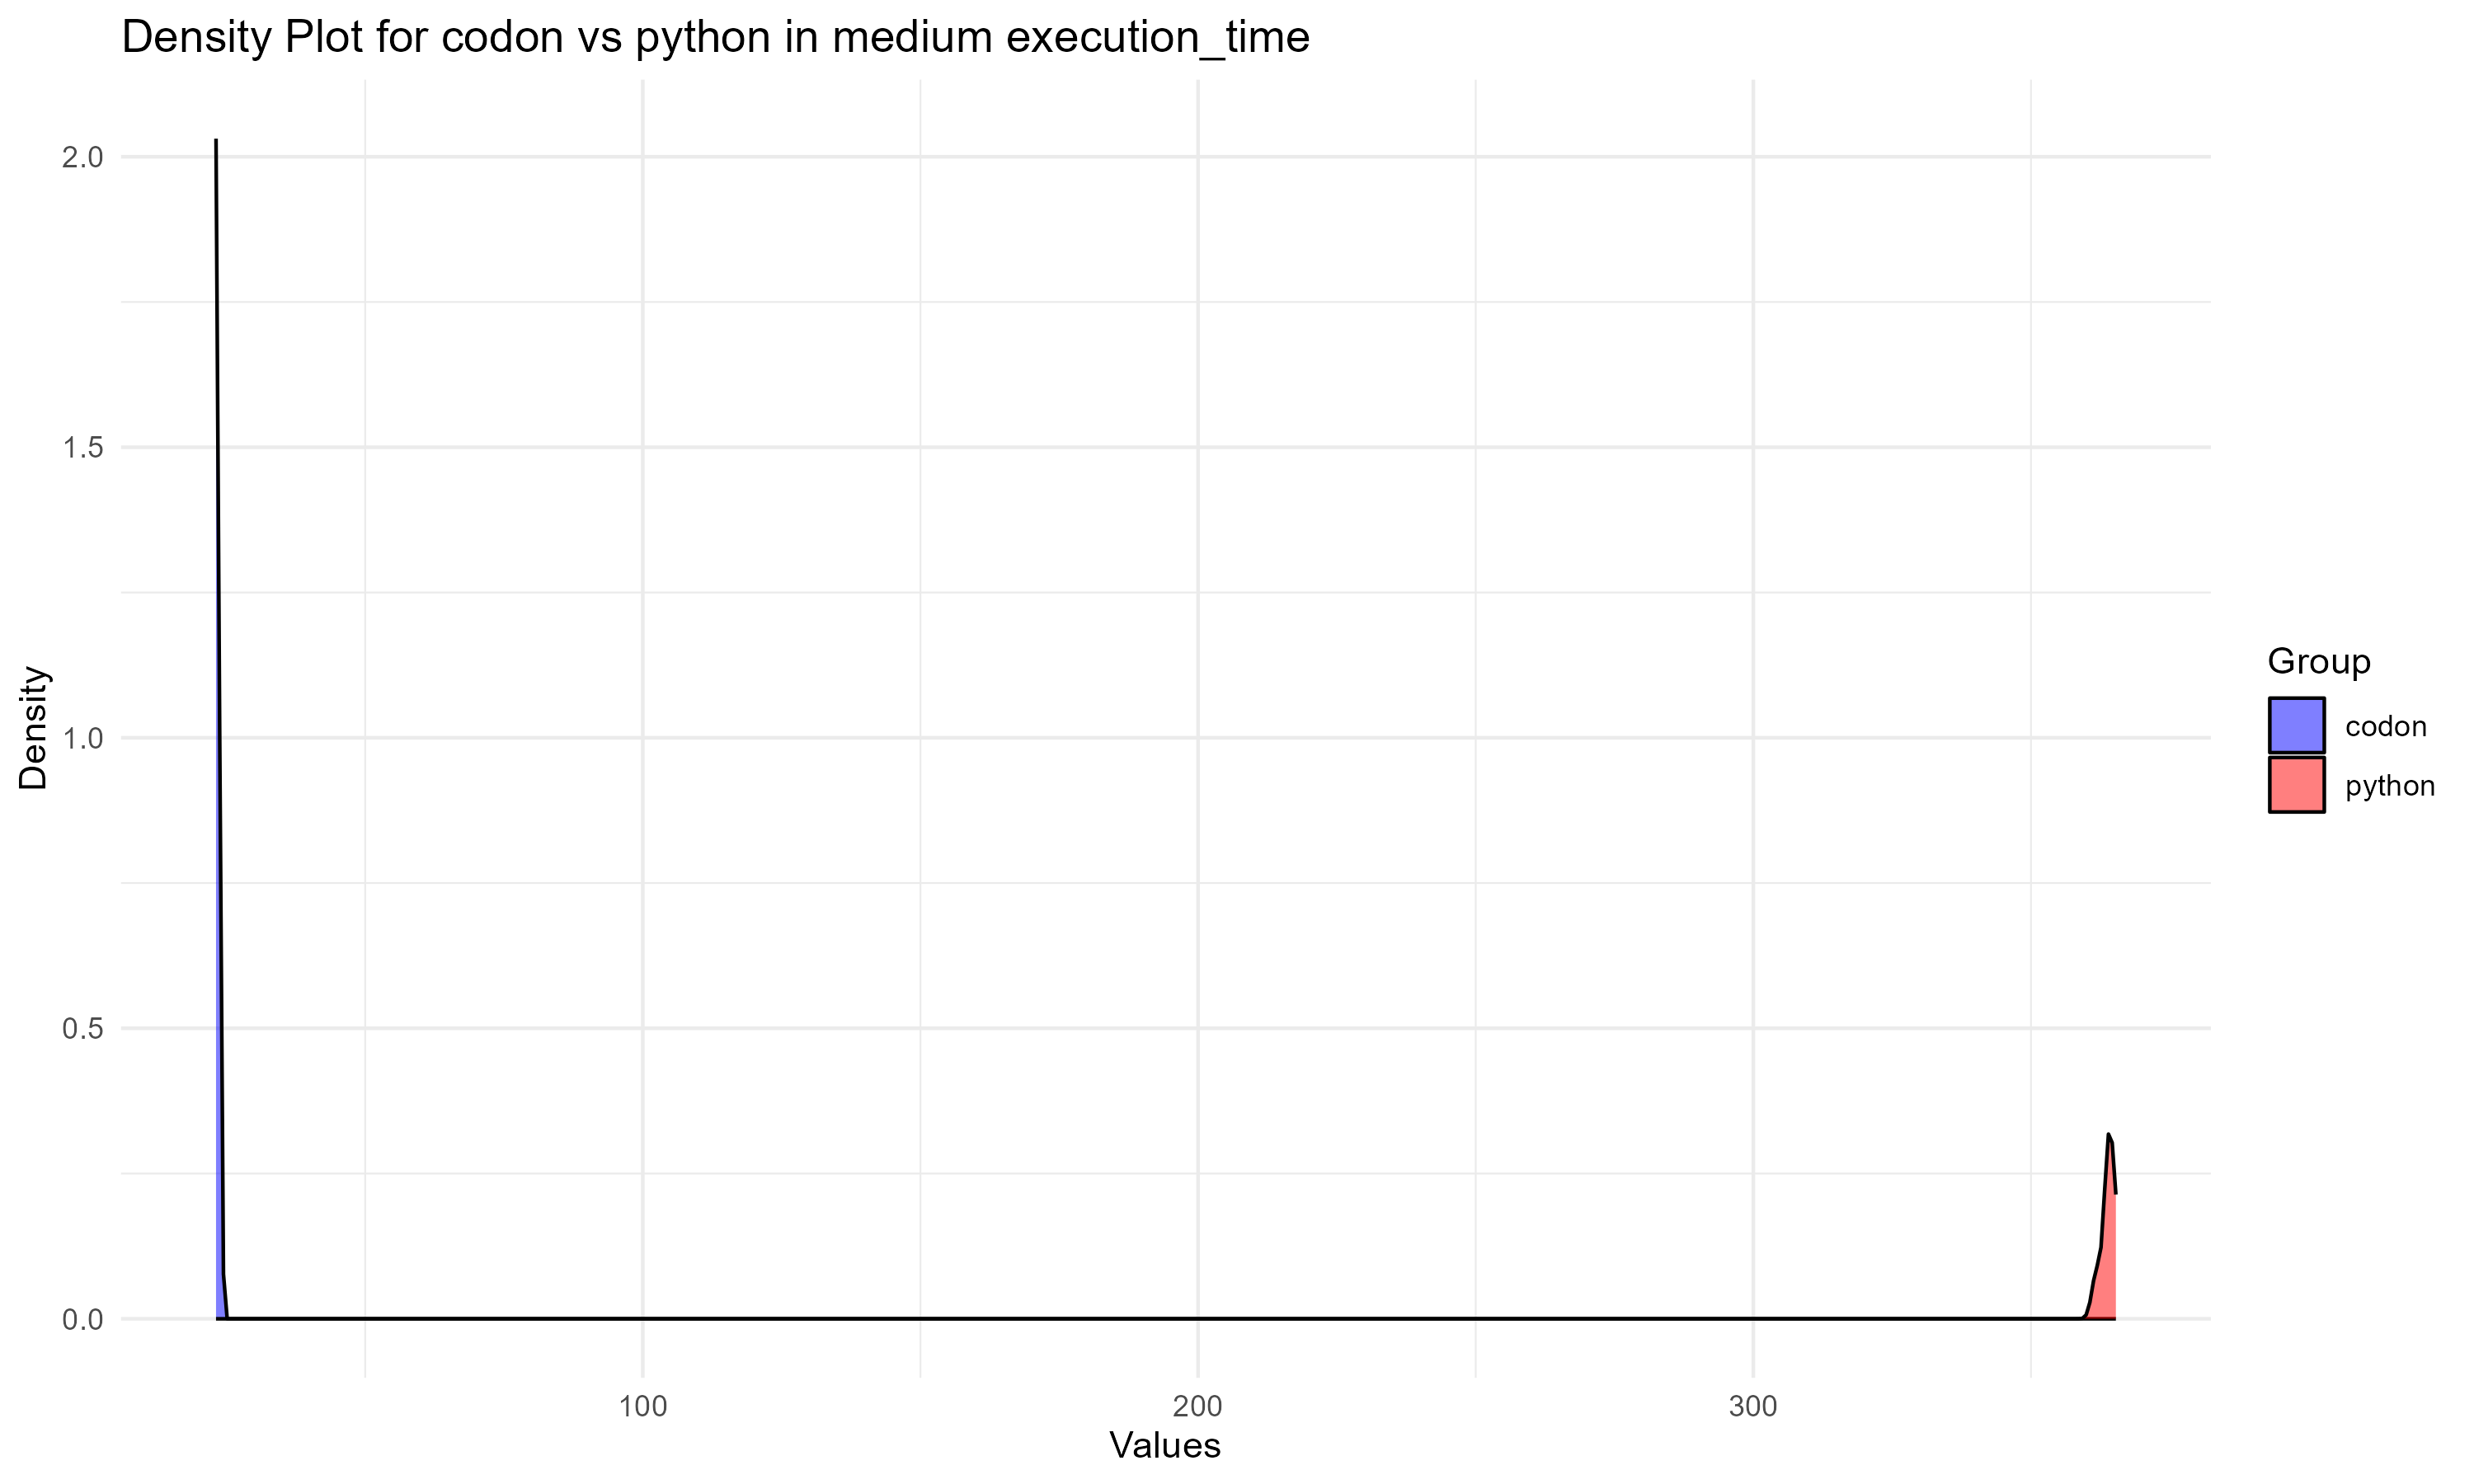 Density Plot for codon vs python in medium execution_time
2.0
1.5
1.0
0.5
0.0
Density
100
200
300
Values
Group
codon
python